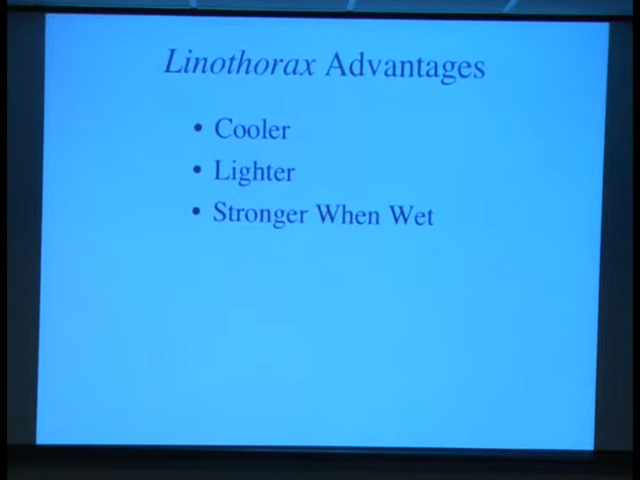 Linothorax Advantages
• Cooler
• Lighter
• Stronger When Wet